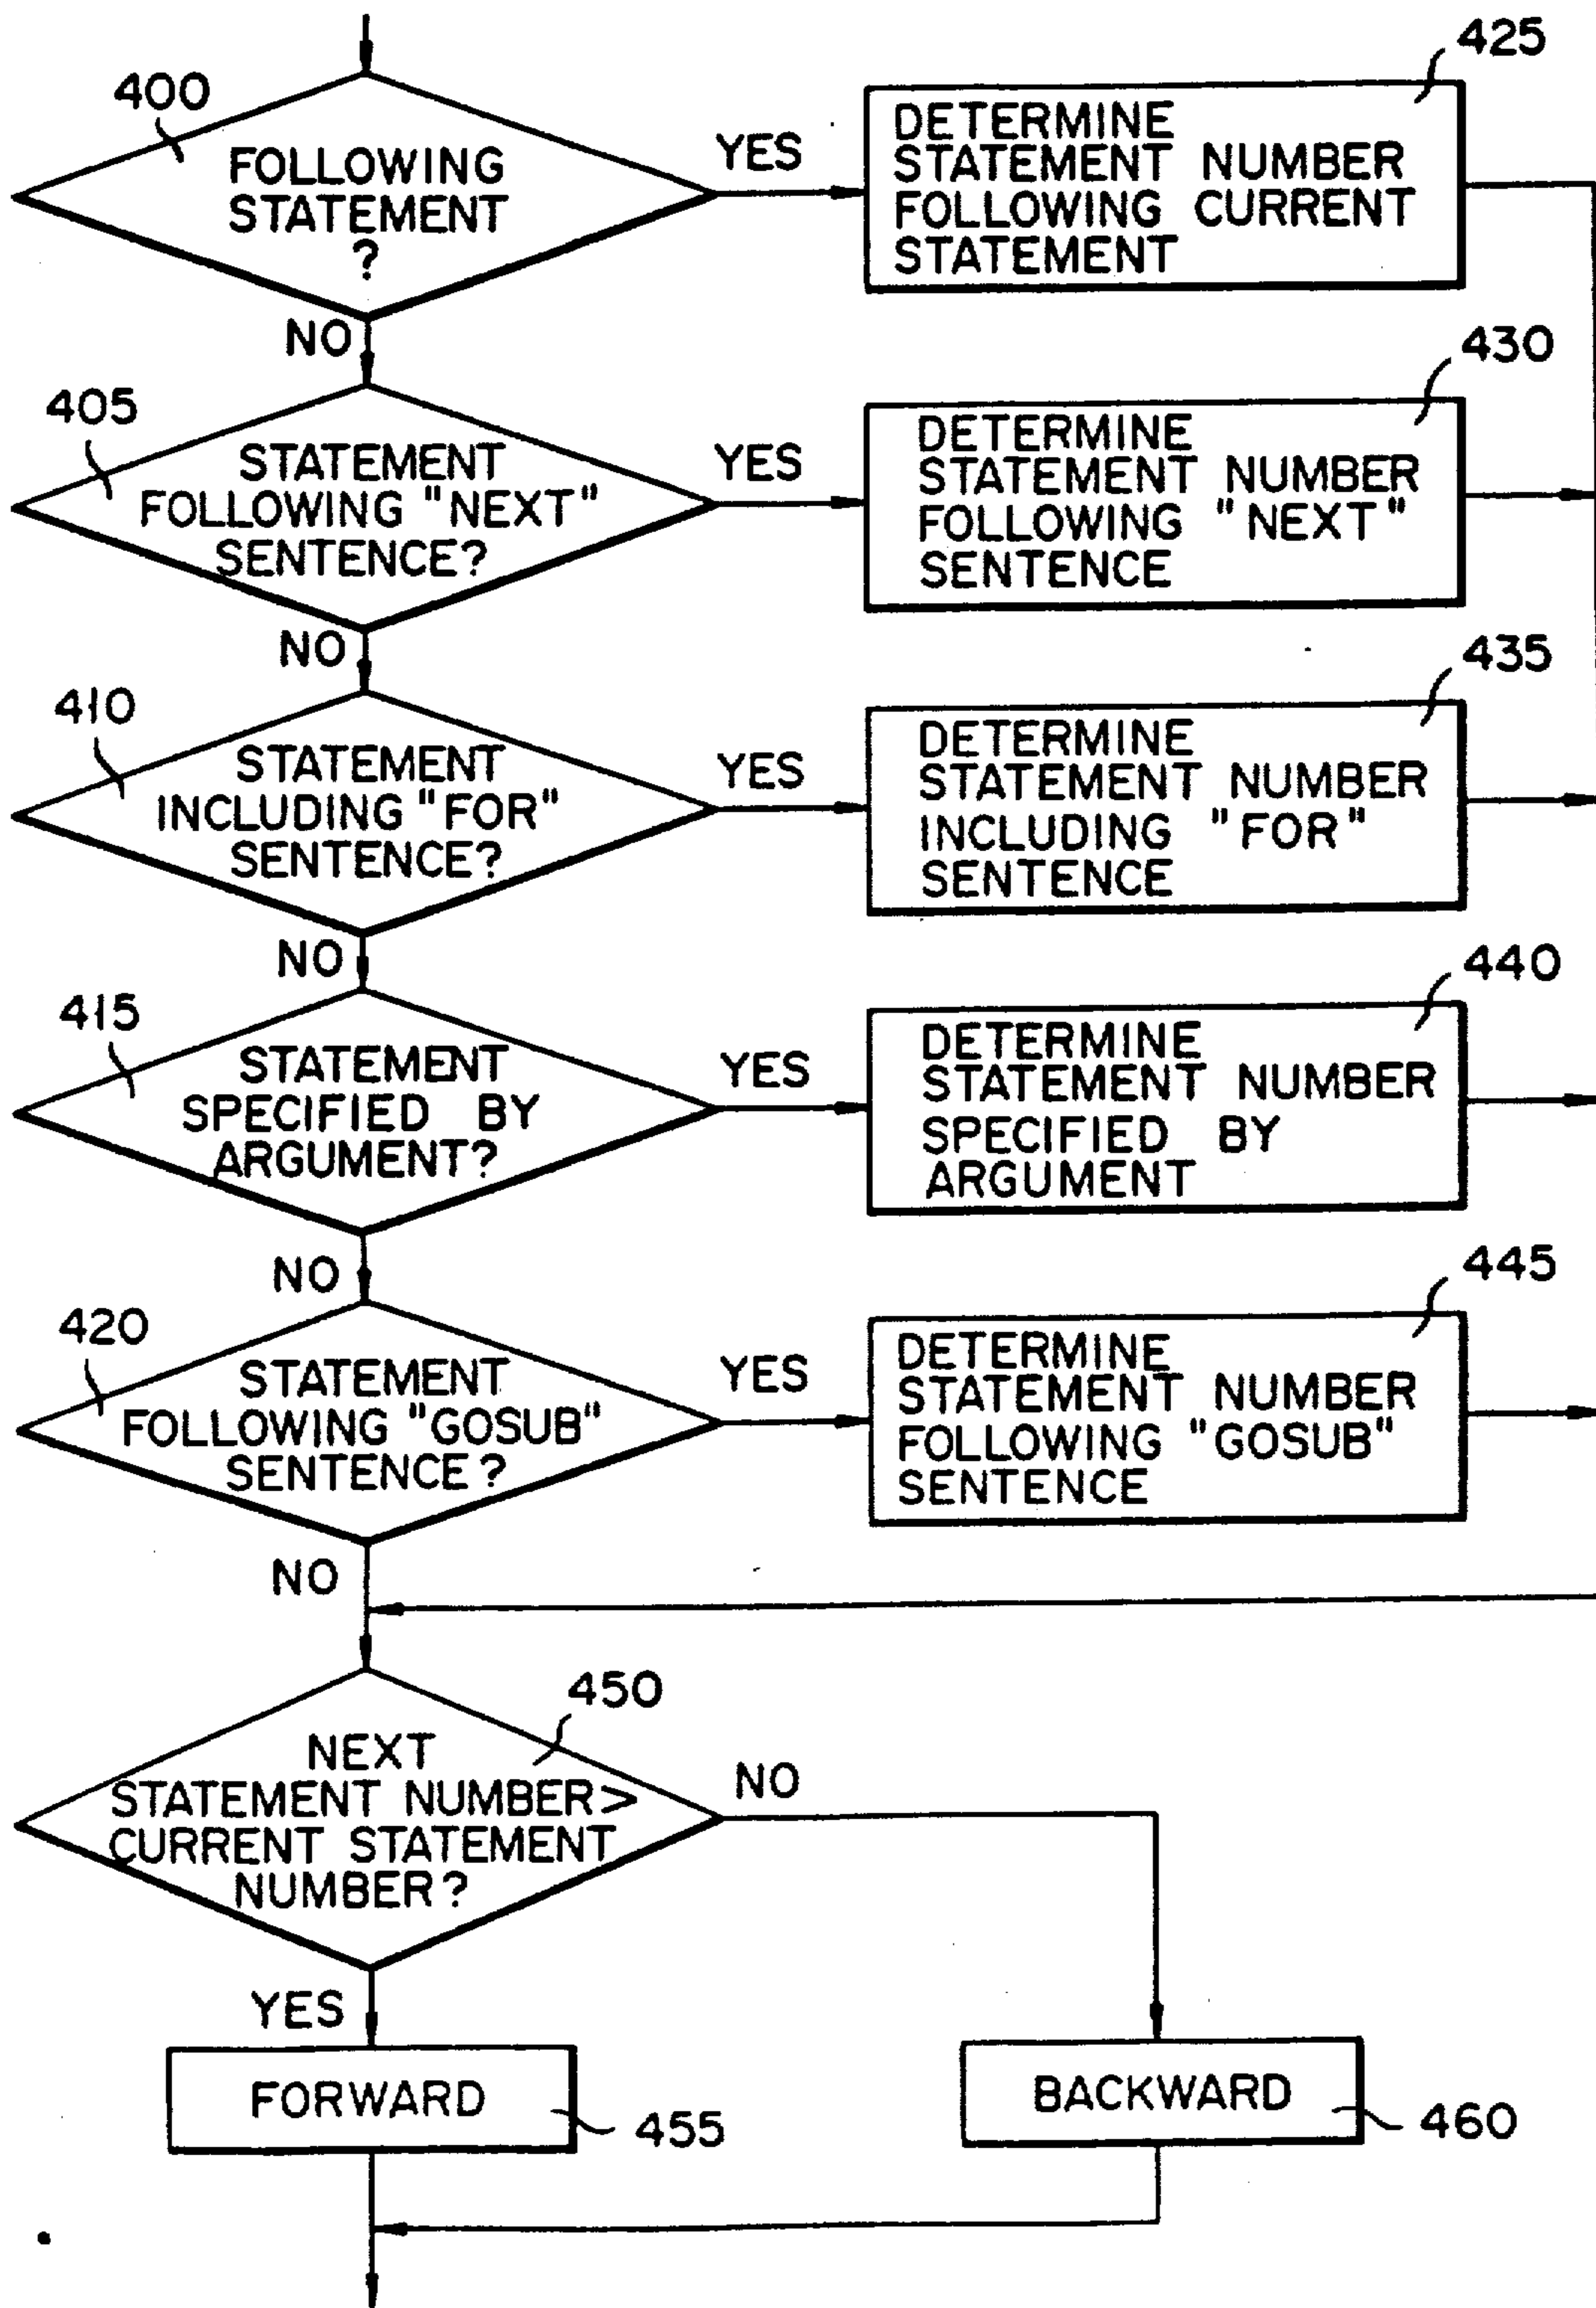 400
FOLLOWING
STATEMENT
?
YES
425
DETERMINE
STATEMENT NUMBER
FOLLOWING CURRENT
STATEMENT
NO
405
STATEMENT
FOLLOWING "NEXT"
SENTENCE?
YES
430
DETERMINE
STATEMENT NUMBER
FOLLOWING "NEXT"
SENTENCE
NO
410
STATEMENT
INCLUDING "FOR"
SENTENCE?
YES
435
DETERMINE
STATEMENT NUMBER
INCLUDING "FOR"
SENTENCE
NO
415
STATEMENT
SPECIFIED BY
ARGUMENT?
YES
440
DETERMINE
STATEMENT NUMBER
SPECIFIED BY
ARGUMENT
NO
420
STATEMENT
FOLLOWING "GOSUB"
SENTENCE?
YES
445
DETERMINE
STATEMENT NUMBER
FOLLOWING "GOSUB"
SENTENCE
NO
450
NEXT
STATEMENT NUMBER>
CURRENT STATEMENT
NUMBER?
NO
YES
FORWARD
455
BACKWARD
460